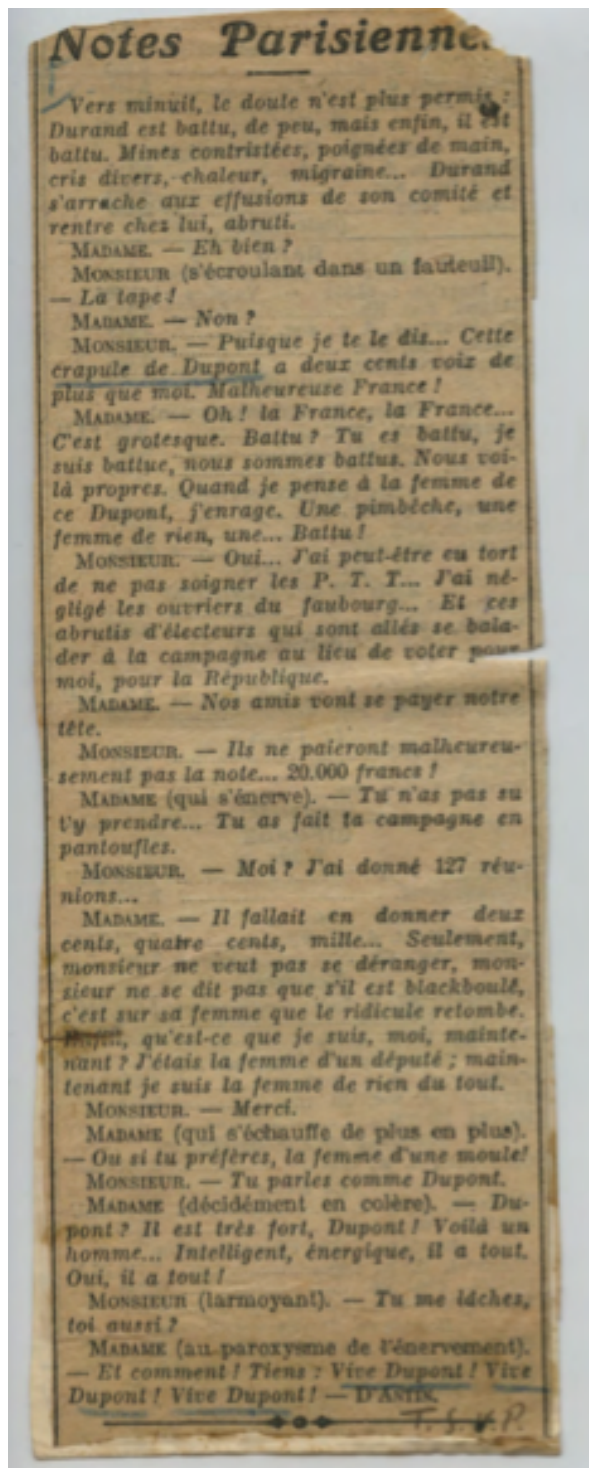 Notes Parisienne
Vers minuit, le doute n'est plus permis :
Durand est battu, de peu, mais enfin, il est
battu. Mines contristées, poignées de main,
cris divers, chaleur, migraine... Durand
s'arrache aux effusions de son comité et
rentre chez lui, abruti.
MADAME. — Eh bien ?
MONSIEUR (s'écroulant dans un fauteuil).
— La tape !
MADAME. — Non ?
MONSIEUR. — Puisque je te le dis... Cette
crapule de Dupont a deux cents voix de
plus que moi. Malheureuse France !
MADAME. — Oh ! la France, la France...
C'est grotesque. Battu ? Tu es battu, je
suis battue, nous sommes battus. Nous voi-
là propres. Quand je pense à la femme de
ce Dupont, j'enrage. Une pimbêche, une
femme de rien, une... Battu !
MONSIEUR. — Oui... J'ai peut-être eu tort
de ne pas soigner les P. T. T... J'ai né-
gligé les ouvriers du faubourg... Et ces
abrutis d'électeurs qui sont allés se bala-
der à la campagne au lieu de voter pour
moi, pour la République.
MADAME. — Nos amis vont se payer notre
tête.
MONSIEUR. — Ils ne paieront malheureu-
sement pas la note... 20.000 francs !
MADAME (qui s'énerve). — Tu n'as pas su
t'y prendre... Tu as fait ta campagne en
pantoufles.
MONSIEUR. — Moi ? J'ai donné 127 réu-
nions...
MADAME. — Il fallait en donner deux
cents, quatre cents, mille... Seulement,
monsieur ne veut pas se déranger, mon-
sieur ne se dit pas que s'il est blackboulé,
c'est sur sa femme que le ridicule retombe.
qu'est-ce que je suis, moi, mainte-
nant ? J'étais la femme d'un député ; main-
tenant je suis la femme de rien du tout.
MONSIEUR. — Merci.
MADAME (qui s'échauffe de plus en plus).
— Ou si tu préfères, la femme d'une moule!
MONSIEUR. — Tu parles comme Dupont.
MADAME (décidément en colère). — Du-
pont ? Il est très fort, Dupont ! Voilà un
homme... Intelligent, énergique, il a tout.
Oui, il a tout !
MONSIEUR (larmoyant). — Tu me lâches,
toi aussi ?
MADAME (au paroxysme de l'énervement).
— Et comment ! Tiens : Vive Dupont ! Vive
Dupont ! Vive Dupont ! — D'ASTIN.
T.S.V.P.